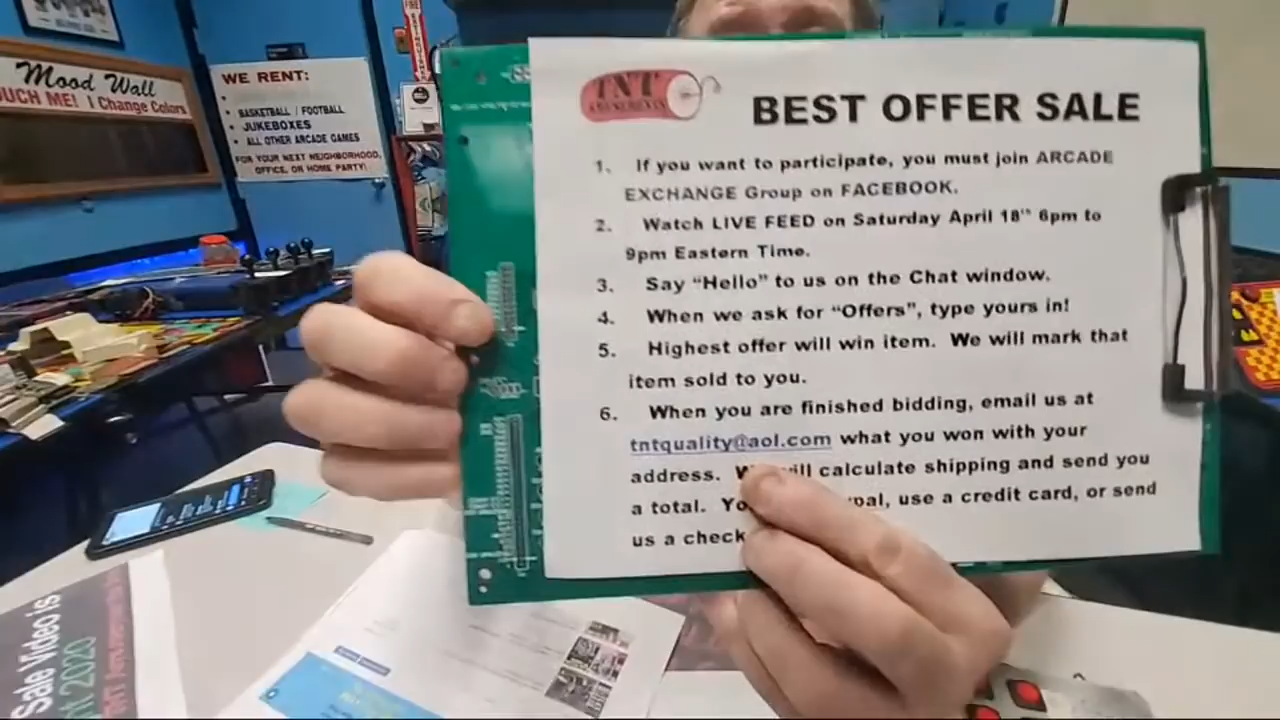 Mood Wall
UCH ME! I Change Colors
WE RENT:
• BASKETBALL / FOOTBALL
• JUKEBOXES
• ALL OTHER ARCADE GAMES
FOR YOUR NEXT NEIGHBORHOOD,
OFFICE, OR HOME PARTY!
FIRE
TNT
AMUSEMENTS
BEST OFFER SALE
1. If you want to participate, you must join ARCADE
EXCHANGE Group on FACEBOOK.
2. Watch LIVE FEED on Saturday April 18th 6pm to
9pm Eastern Time.
3. Say “Hello” to us on the Chat window.
4. When we ask for “Offers”, type yours in!
5. Highest offer will win item. We will mark that
item sold to you.
6. When you are finished bidding, email us at
tntquality@aol.com what you won with your
address. W ill calculate shipping and send you
a total. Yo pal, use a credit card, or send
us a check
Sale Video is
t 2020
TNT